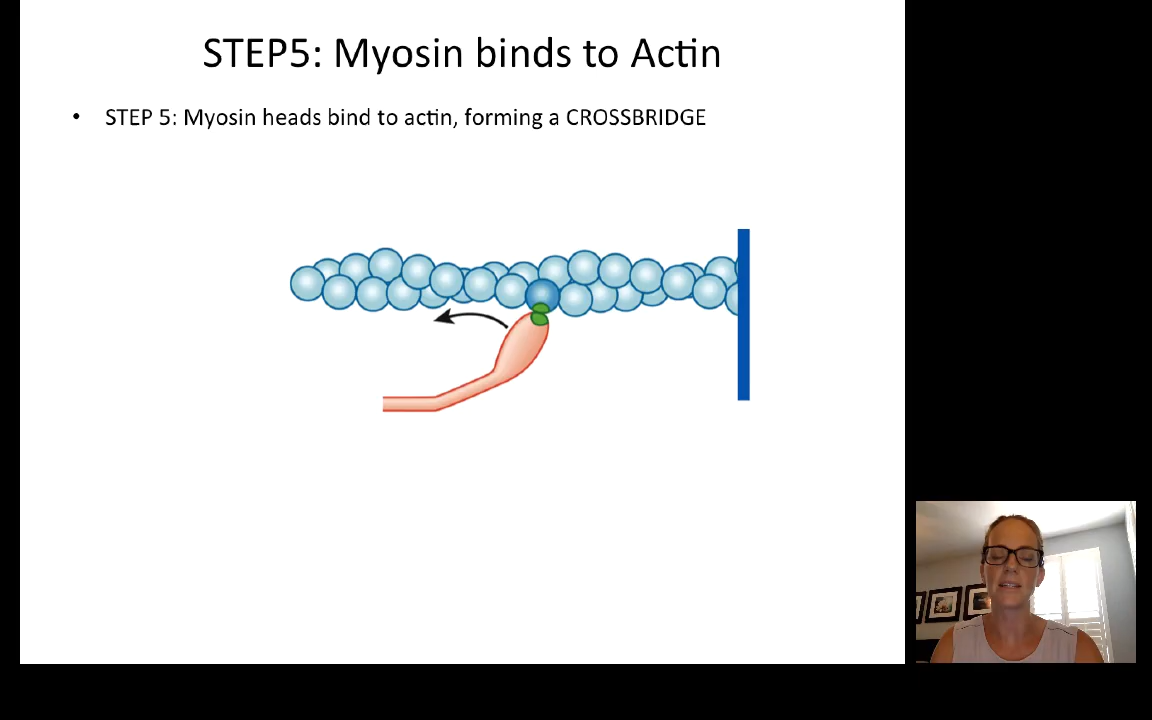 STEP5: Myosin binds to Actin
• STEP 5: Myosin heads bind to actin, forming a CROSSBRIDGE